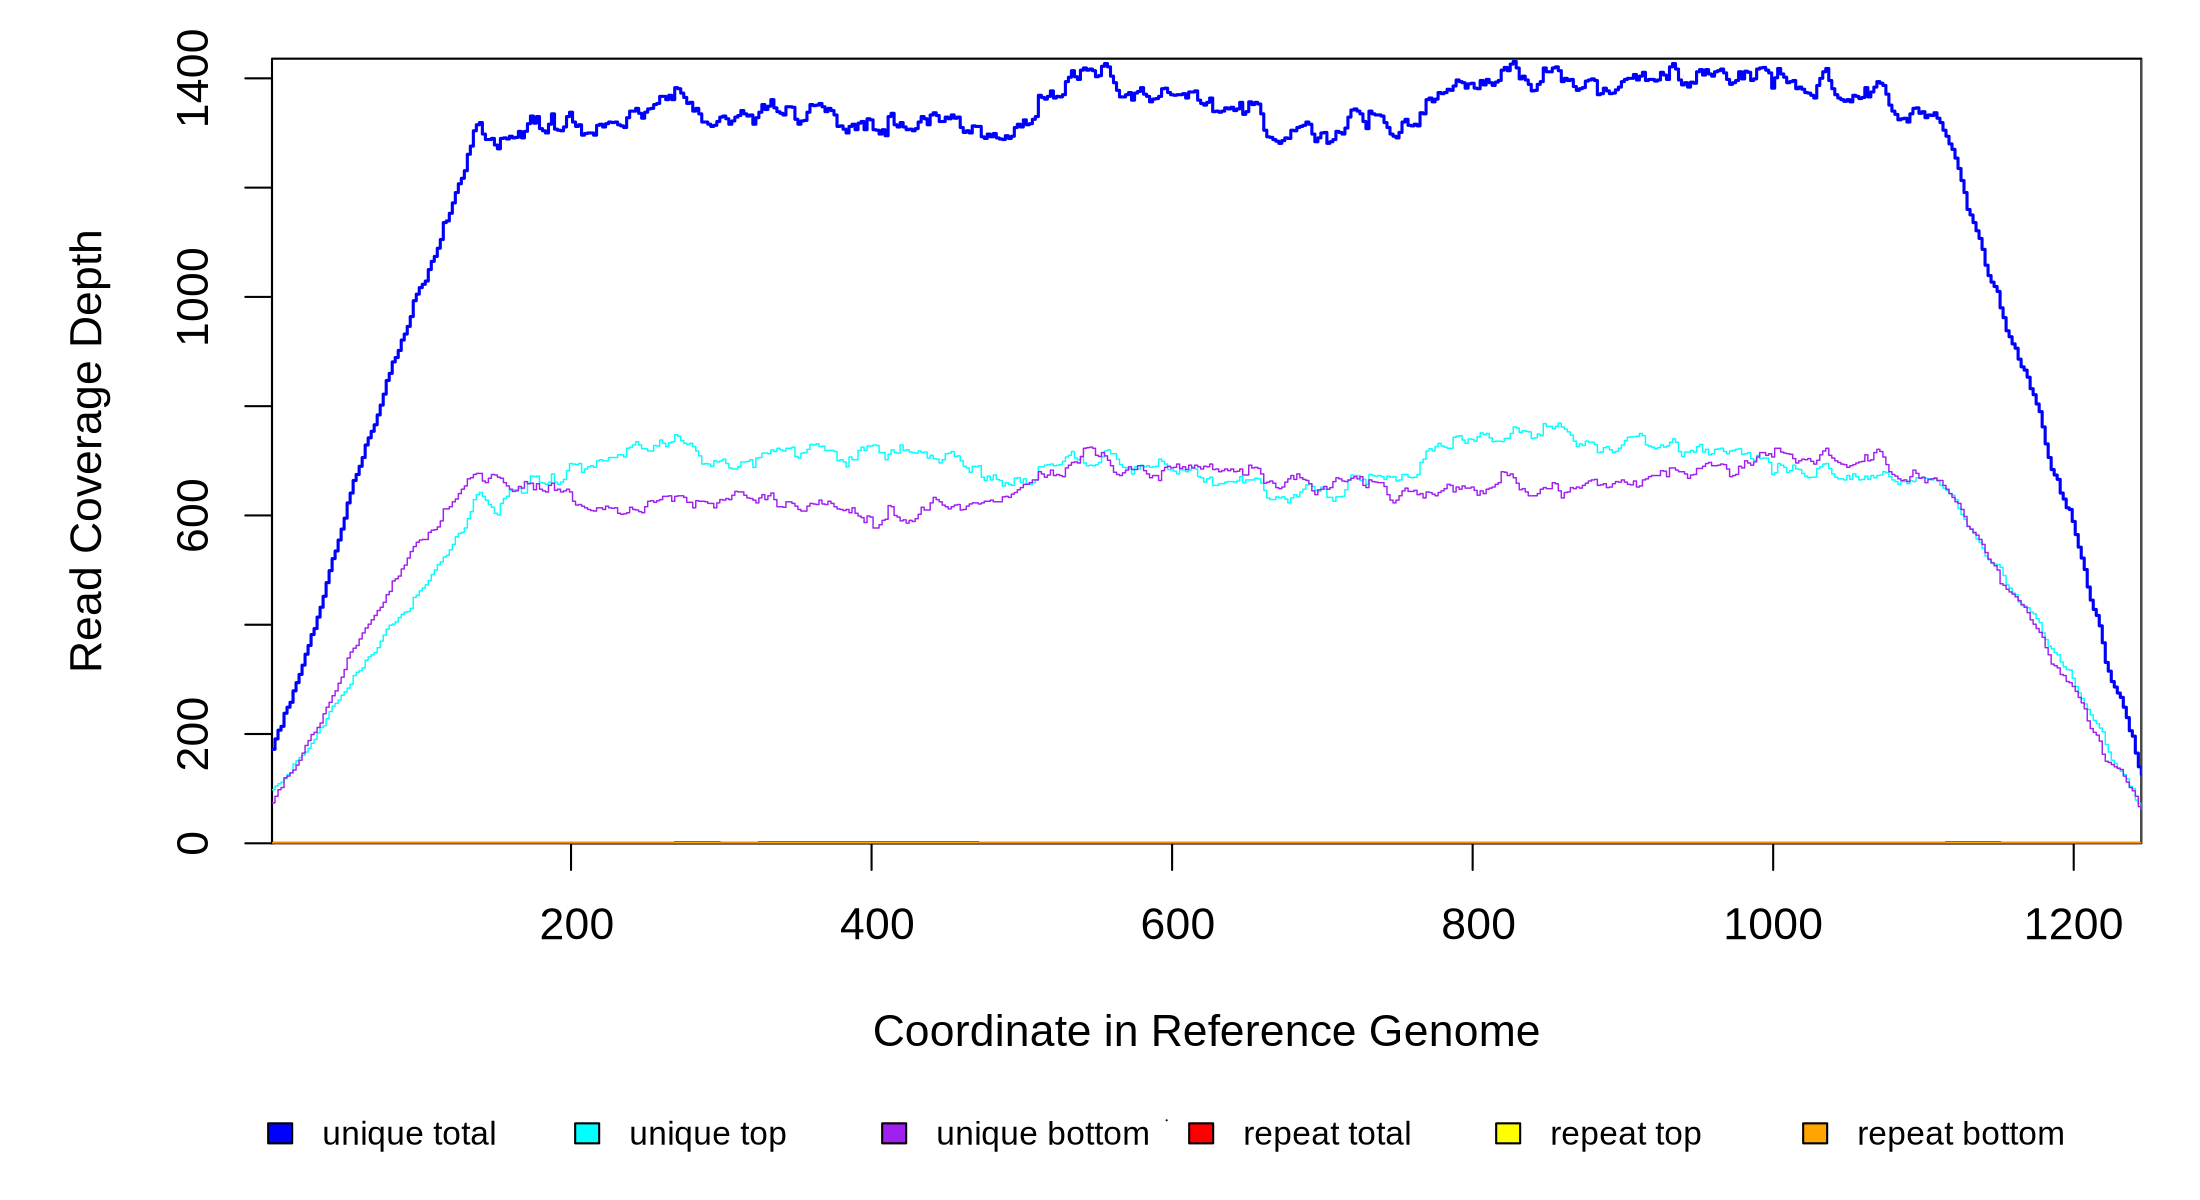 Read Coverage Depth
1400
1000
600
200
0
200 400 600 800 1000 1200
Coordinate in Reference Genome
unique total unique top unique bottom repeat total repeat top repeat bottom